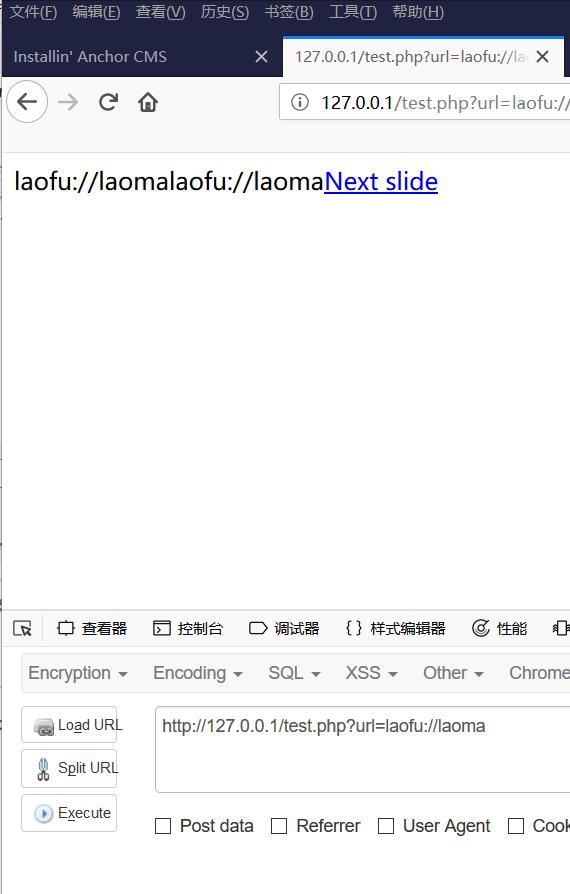 文件(F) 编辑(E) 查看(V) 历史(S) 书签(B) 工具(T) 帮助(H)
Installin' Anchor CMS 127.0.0.1/test.php?url=laofu://la
127.0.0.1/test.php?url=laofu://
laofu://laomalaofu://laomaNext slide
查看器 控制台 调试器 {} 样式编辑器 性能
Encryption Encoding SQL XSS Other Chrome
Load URL http://127.0.0.1/test.php?url=laofu://laoma
Split URL
Execute
Post data Referrer User Agent Cook